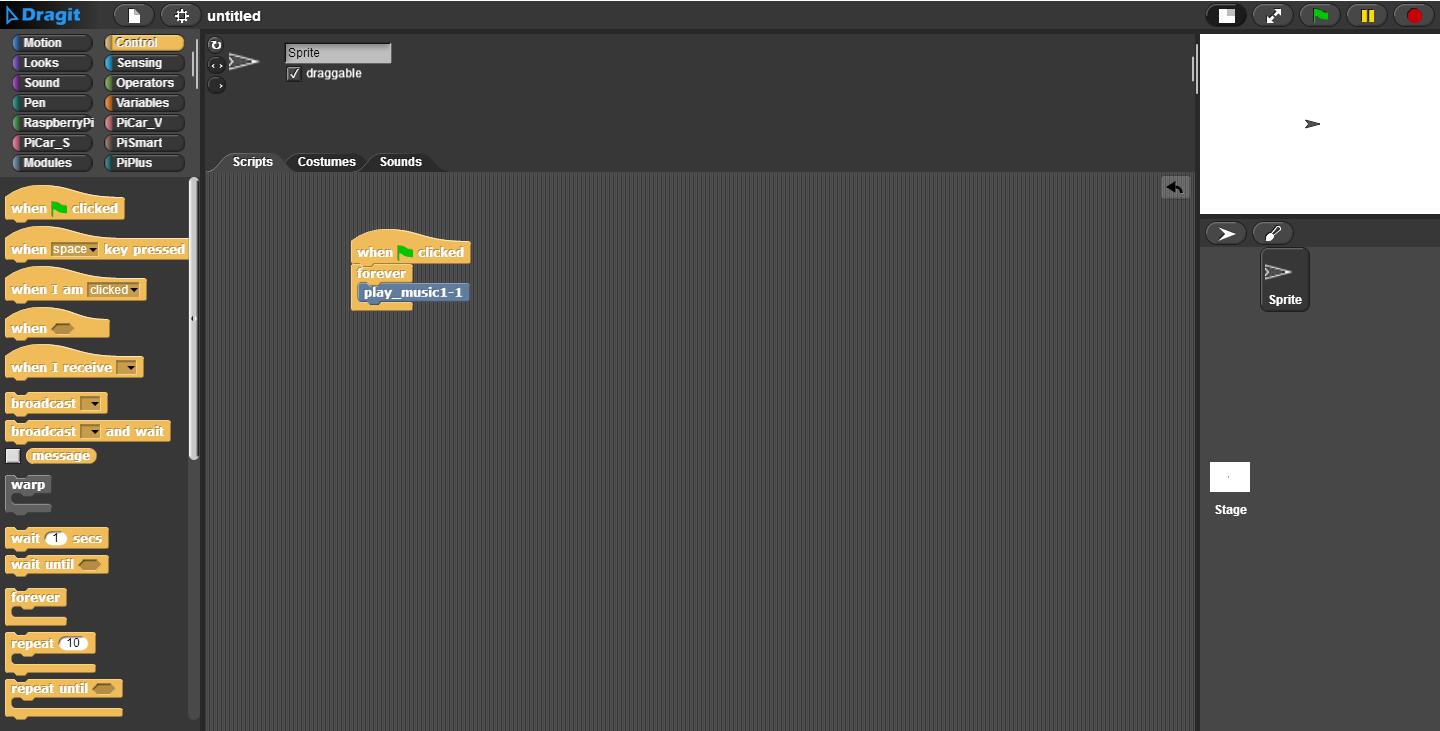 Dragit
untitled
Motion
Control
Looks
Sensing
Sound
Operators
Pen
Variables
RaspberryPi
PiCar_V
PiCar_S
PiSmart
Modules
PiPlus
when clicked
when space key pressed
when I am clicked
when
when I receive
broadcast
broadcast and wait
message
warp
wait 1 secs
wait until
forever
repeat 10
repeat until
Sprite
draggable
Scripts
Costumes
Sounds
when clicked
forever
play_music1-1
Sprite
Stage